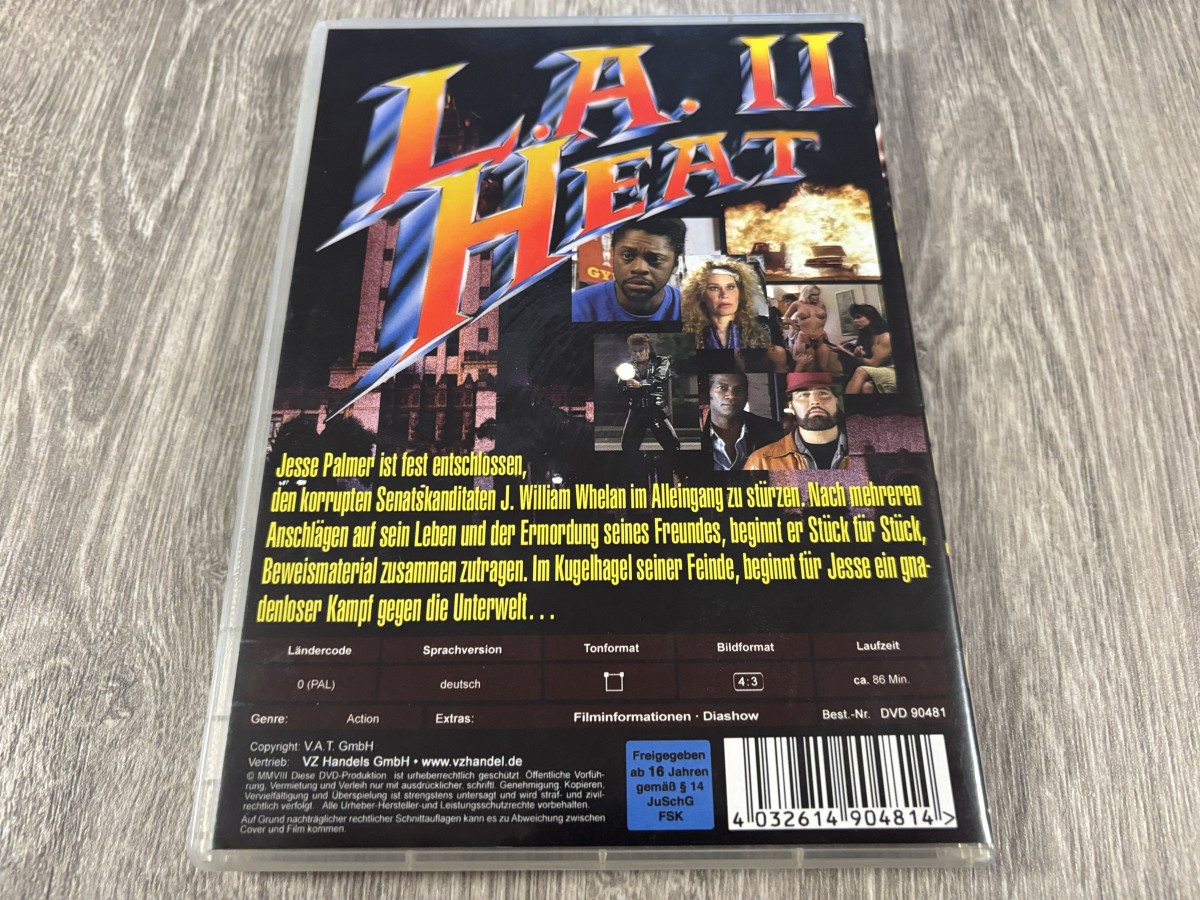 L.A. II
HEAT
GY
Jesse Palmer ist fest entschlossen,
den korrupten Senatskanditaten J. William Whelan im Alleingang zu stürzen. Nach mehreren
Anschlägen auf sein Leben und der Ermordung seines Freundes, beginnt er Stück für Stück,
Beweismaterial zusammen zutragen. Im Kugelhagel seiner Feinde, beginnt für Jesse ein gna-
denloser Kampf gegen die Unterwelt...
Ländercode Sprachversion Tonformat Bildformat Laufzeit
0 (PAL) deutsch 4:3 ca. 86 Min.
Genre: Action Extras: Filminformationen · Diashow Best.-Nr. DVD 90481
Copyright: V.A.T. GmbH
Vertrieb: VZ Handels GmbH • www.vzhandel.de
© MMVIII Diese DVD-Produktion ist urheberrechtlich geschützt. Öffentliche Vorfüh-
rung, Vermietung und Verleih nur mit ausdrücklicher, schriftl. Genehmigung. Kopieren,
Vervielfältigung und Überspielung ist strengstens untersagt und wird straf- und zivil-
rechtlich verfolgt. Alle Urheber-Hersteller-und Leistungsschutzrechte vorbehalten.
Auf Grund nachträglicher rechtlicher Schnittauflagen kann es zu Abweichung zwischen
Cover und Film kommen.
Freigegeben
ab 16 Jahren
gemäß § 14
JuSchG
FSK
4 032614 904814 >